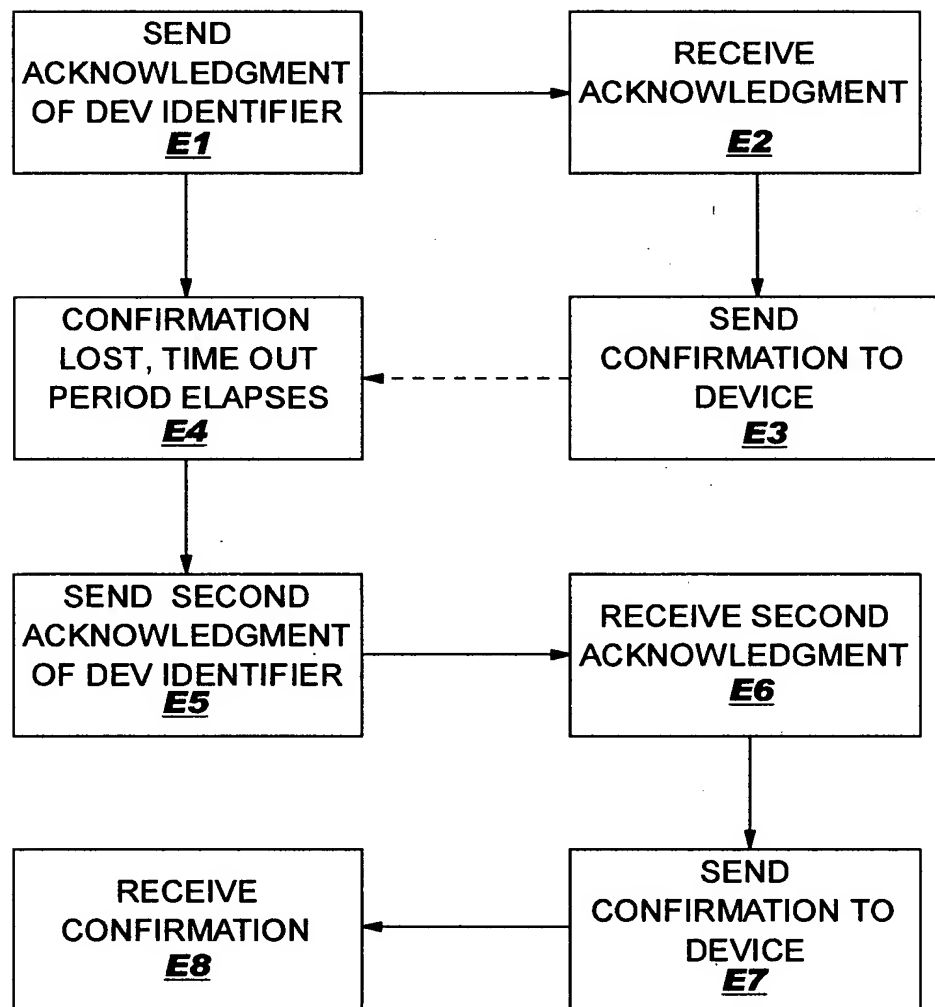 SEND
ACKNOWLEDGMENT
OF DEV IDENTIFIER
E1
RECEIVE
ACKNOWLEDGMENT
E2
CONFIRMATION
LOST, TIME OUT
PERIOD ELAPSES
E4
SEND
CONFIRMATION TO
DEVICE
E3
SEND SECOND
ACKNOWLEDGMENT
OF DEV IDENTIFIER
E5
RECEIVE SECOND
ACKNOWLEDGMENT
E6
RECEIVE
CONFIRMATION
E8
SEND
CONFIRMATION TO
DEVICE
E7